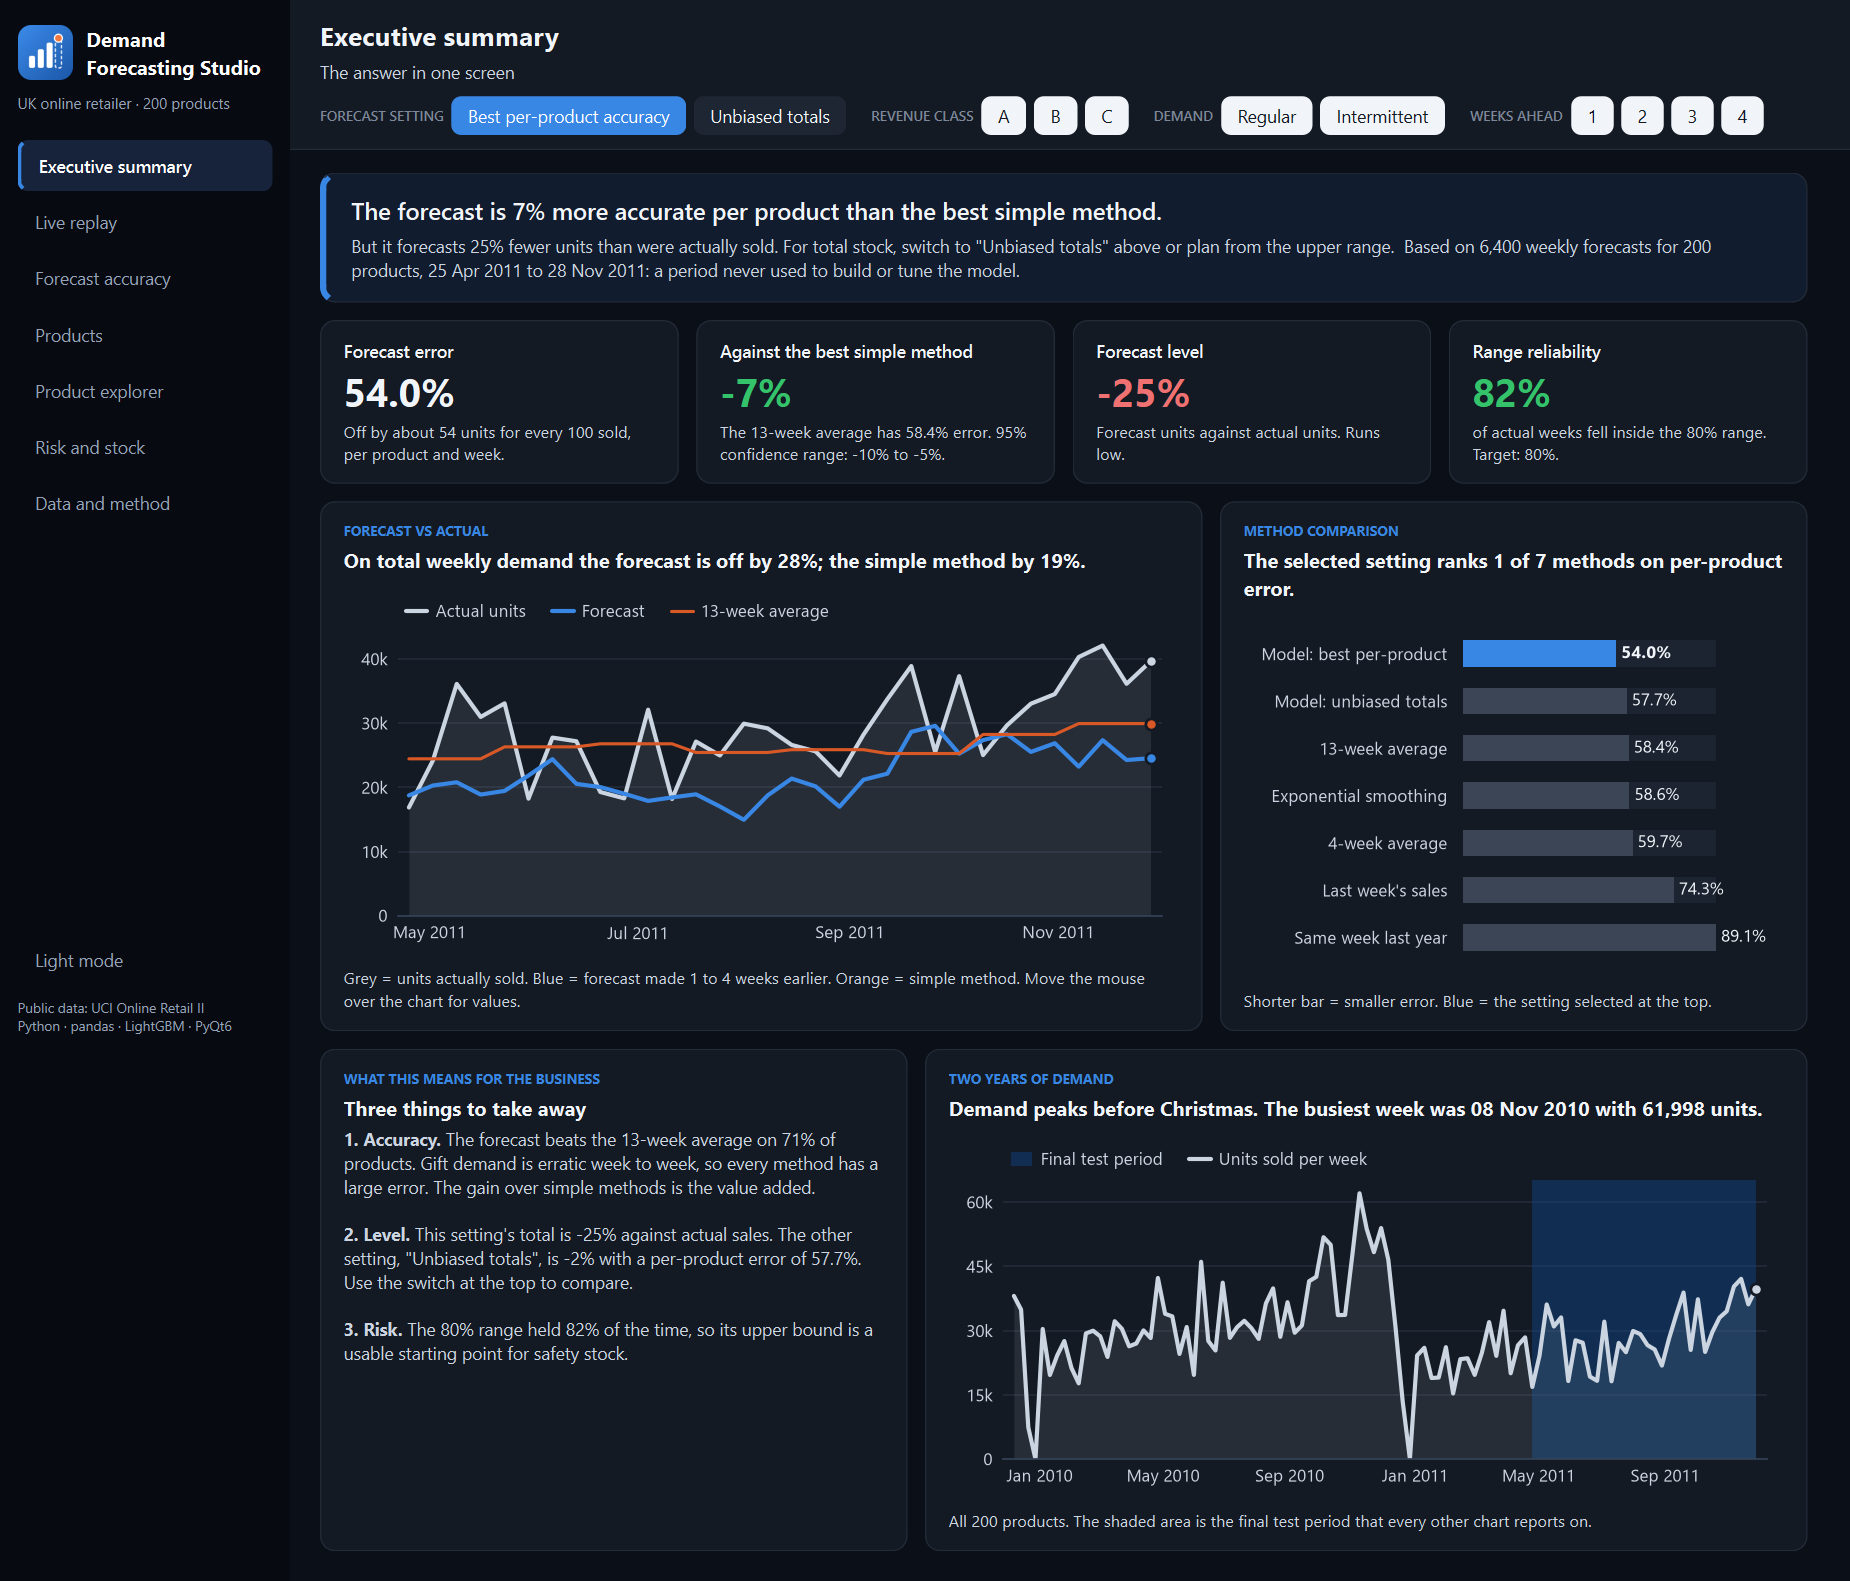 Demand
Forecasting Studio
UK online retailer · 200 products
Executive summary
Live replay
Forecast accuracy
Products
Product explorer
Risk and stock
Data and method
Light mode
Public data: UCI Online Retail II
Python · pandas · LightGBM · PyQt6
Executive summary
The answer in one screen
FORECAST SETTING Best per-product accuracy Unbiased totals REVENUE CLASS A B C DEMAND Regular Intermittent WEEKS AHEAD 1 2 3 4
The forecast is 7% more accurate per product than the best simple method.
But it forecasts 25% fewer units than were actually sold. For total stock, switch to "Unbiased totals" above or plan from the upper range. Based on 6,400 weekly forecasts for 200
products, 25 Apr 2011 to 28 Nov 2011: a period never used to build or tune the model.
Forecast error
54.0%
Off by about 54 units for every 100 sold,
per product and week.
Against the best simple method
-7%
The 13-week average has 58.4% error. 95%
confidence range: -10% to -5%.
Forecast level
-25%
Forecast units against actual units. Runs
low.
Range reliability
82%
of actual weeks fell inside the 80% range.
Target: 80%.
FORECAST VS ACTUAL
On total weekly demand the forecast is off by 28%; the simple method by 19%.
Actual units Forecast 13-week average
40k
30k
20k
10k
0
May 2011 Jul 2011 Sep 2011 Nov 2011
Grey = units actually sold. Blue = forecast made 1 to 4 weeks earlier. Orange = simple method. Move the mouse
over the chart for values.
METHOD COMPARISON
The selected setting ranks 1 of 7 methods on per-product
error.
Model: best per-product 54.0%
Model: unbiased totals 57.7%
13-week average 58.4%
Exponential smoothing 58.6%
4-week average 59.7%
Last week's sales 74.3%
Same week last year 89.1%
Shorter bar = smaller error. Blue = the setting selected at the top.
WHAT THIS MEANS FOR THE BUSINESS
Three things to take away
1. Accuracy. The forecast beats the 13-week average on 71% of
products. Gift demand is erratic week to week, so every method has a
large error. The gain over simple methods is the value added.
2. Level. This setting's total is -25% against actual sales. The other
setting, "Unbiased totals", is -2% with a per-product error of 57.7%.
Use the switch at the top to compare.
3. Risk. The 80% range held 82% of the time, so its upper bound is a
usable starting point for safety stock.
TWO YEARS OF DEMAND
Demand peaks before Christmas. The busiest week was 08 Nov 2010 with 61,998 units.
Final test period Units sold per week
60k
45k
30k
15k
0
Jan 2010 May 2010 Sep 2010 Jan 2011 May 2011 Sep 2011
All 200 products. The shaded area is the final test period that every other chart reports on.